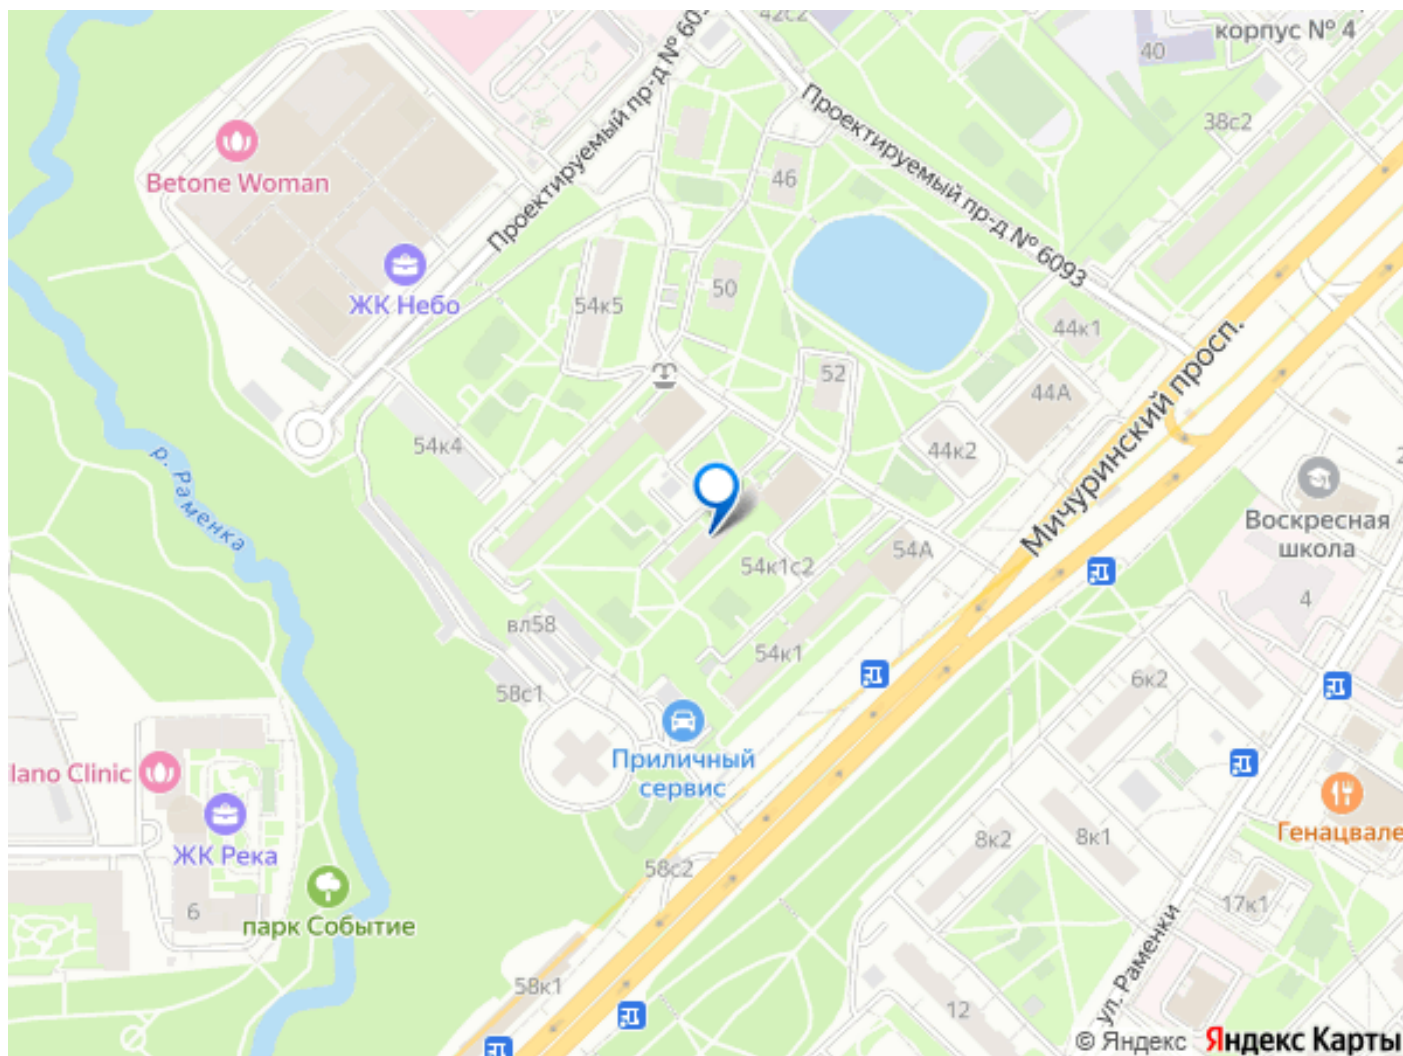 42с2
корпус № 4
40
Проектируемый пр-д № 609
Проектируемый пр-д № 6093
38с2
Betone Woman
46
ЖК Небо
50
54к5
44к1
Мичуринский просп.
52
44А
54к4
44к2
р. Раменка
Воскресная
школа
54А
54к1с2
4
вл58
54к1
6к2
58с1
Приличный
сервис
lano Clinic
ЖК Река
Генацвале
8к2
8к1
58с2
6
парк Событие
17к1
ул. Раменки
58к1
12
© Яндекс Яндекс Карты